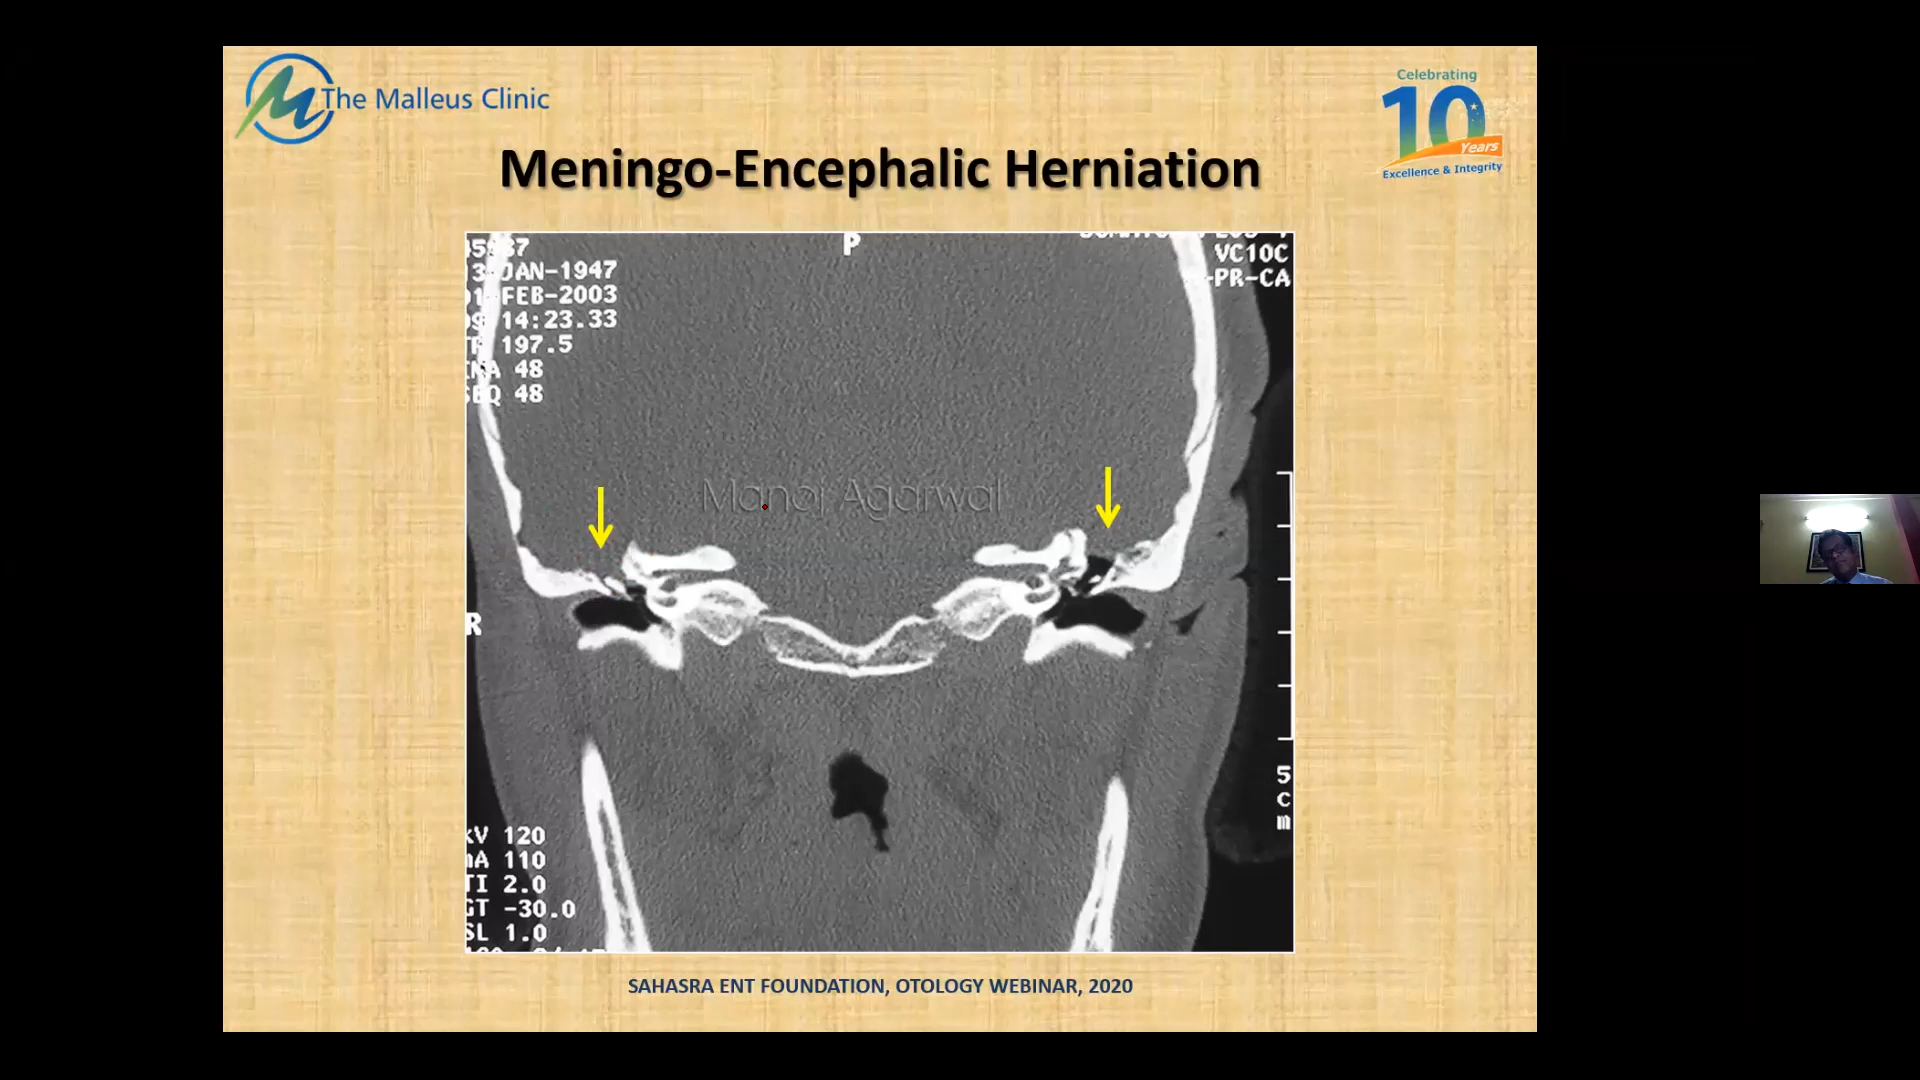 The Malleus Clinic
Celebrating
10
Years
Excellence & Integrity
Meningo-Encephalic Herniation
P
VC10C
-PR-CA
JAN-1947
FEB-2003
14:23.33
197.5
48
SEQ 48
Manoj Agarwal
R
5
c
m
kV 120
mA 110
TI 2.0
GT -30.0
SL 1.0
SAHASRA ENT FOUNDATION, OTOLOGY WEBINAR, 2020